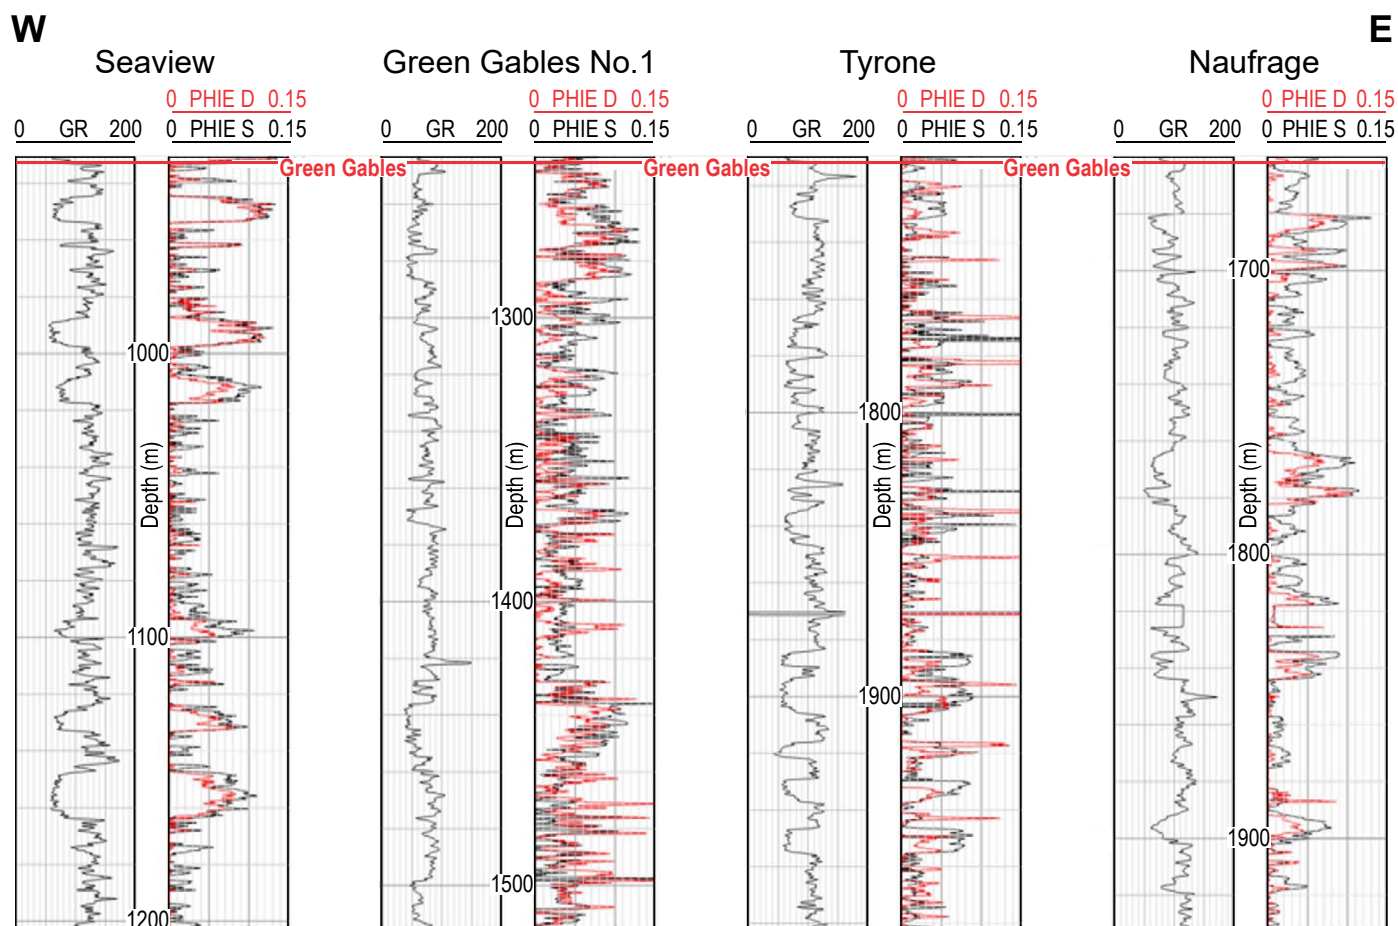 W E
Seaview Green Gables No.1 Tyrone Naufrage
0 PHIE D 0.15 0 PHIE D 0.15 0 PHIE D 0.15 0 PHIE D 0.15
0 GR 200 0 PHIE S 0.15 0 GR 200 0 PHIE S 0.15 0 GR 200 0 PHIE S 0.15 0 GR 200 0 PHIE S 0.15
Green Gables Green Gables Green Gables
1700
1300
1000
1800
Depth (m) Depth (m) Depth (m) Depth (m)
1800
1400
1100
1900
1900
1500
1200